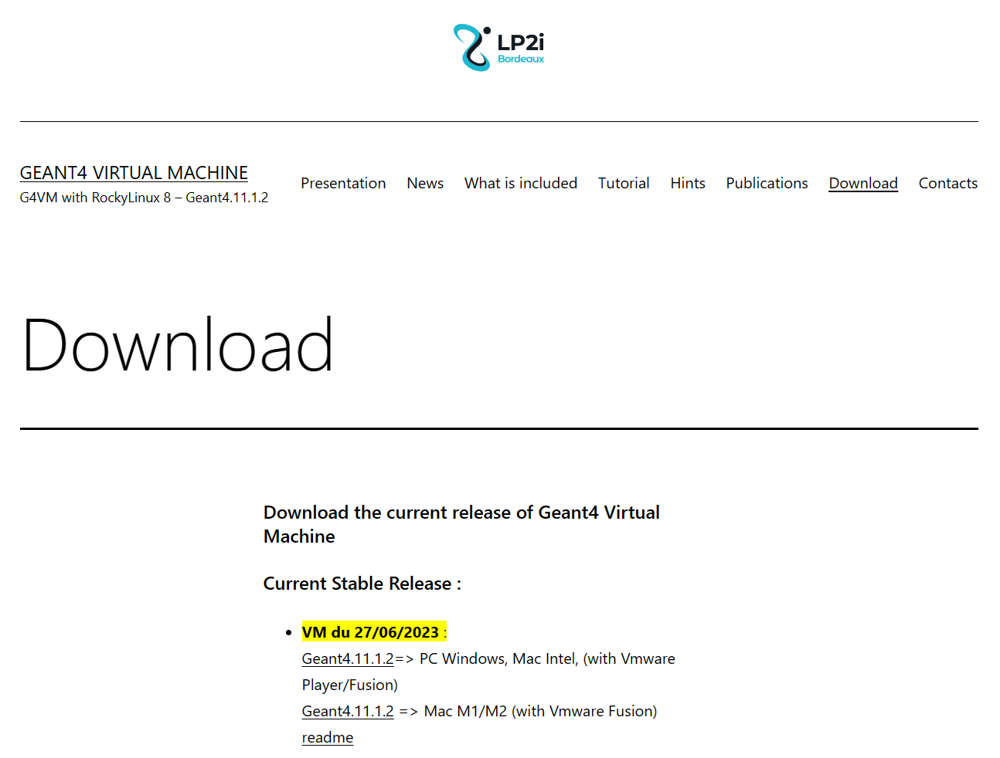 LP2i
Bordeaux
GEANT4 VIRTUAL MACHINE
G4VM with RockyLinux 8 – Geant4.11.1.2
Presentation News What is included Tutorial Hints Publications Download Contacts
Download
Download the current release of Geant4 Virtual
Machine
Current Stable Release :
VM du 27/06/2023 :
Geant4.11.1.2=> PC Windows, Mac Intel, (with Vmware
Player/Fusion)
Geant4.11.1.2 => Mac M1/M2 (with Vmware Fusion)
readme